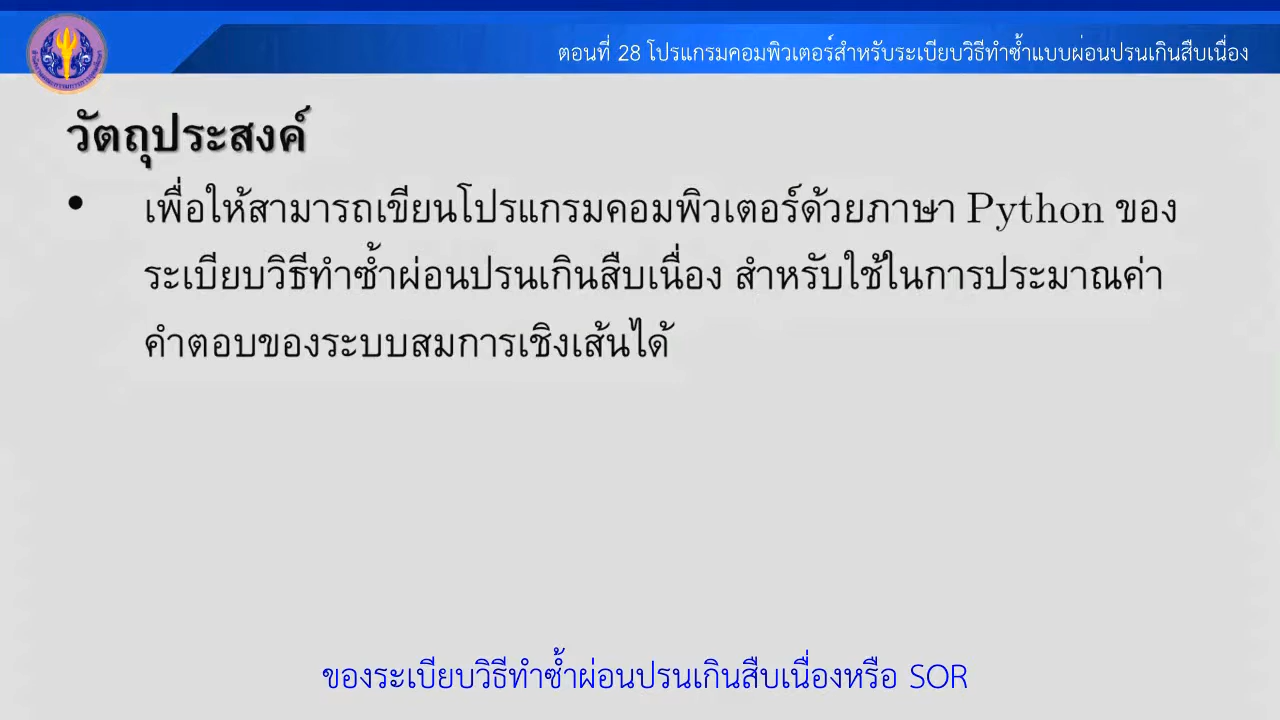 ตอนที่ 28 โปรแกรมคอมพิวเตอร์สำหรับระเบียบวิธีทำซ้ำแบบผ่อนปรนเกินสืบเนื่อง
วัตถุประสงค์
• เพื่อให้สามารถเขียนโปรแกรมคอมพิวเตอร์ด้วยภาษา Python ของ
ระเบียบวิธีทำซ้ำผ่อนปรนเกินสืบเนื่อง สำหรับใช้ในการประมาณค่า
คำตอบของระบบสมการเชิงเส้นได้
ของระเบียบวิธีทำซ้ำผ่อนปรนเกินสืบเนื่องหรือ SOR